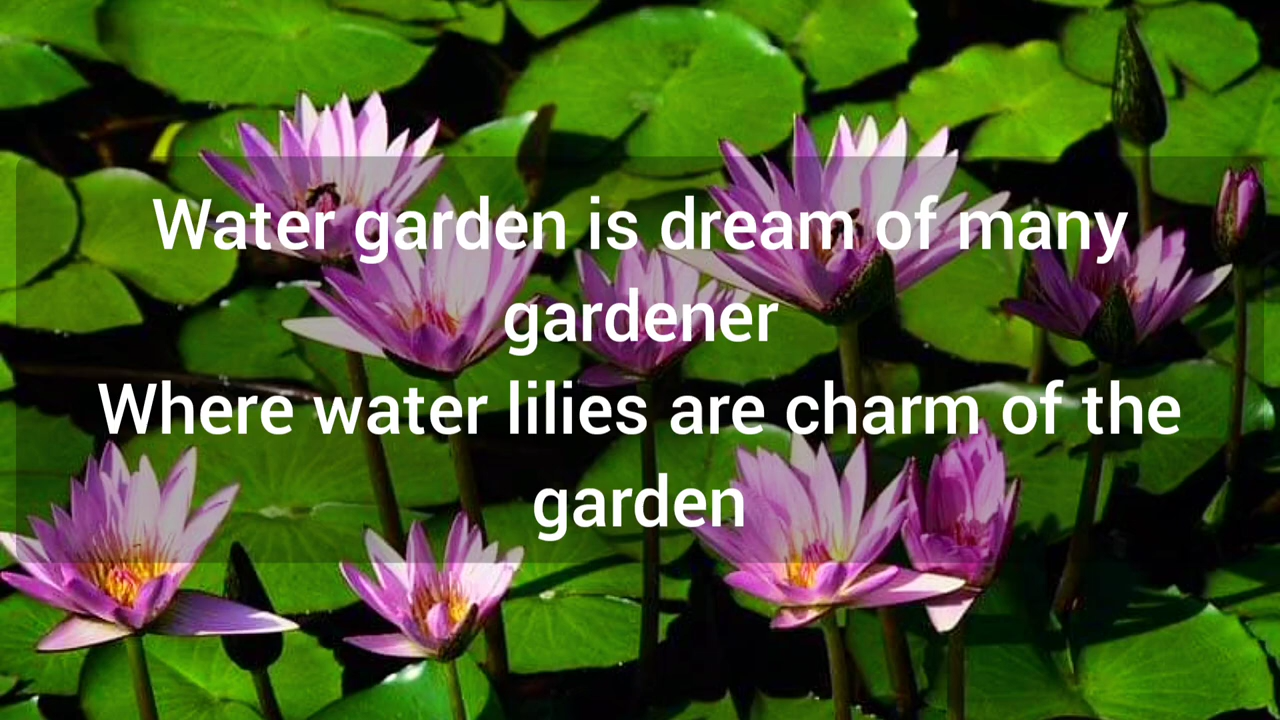 Water garden is dream of many
gardener
Where water lilies are charm of the
garden